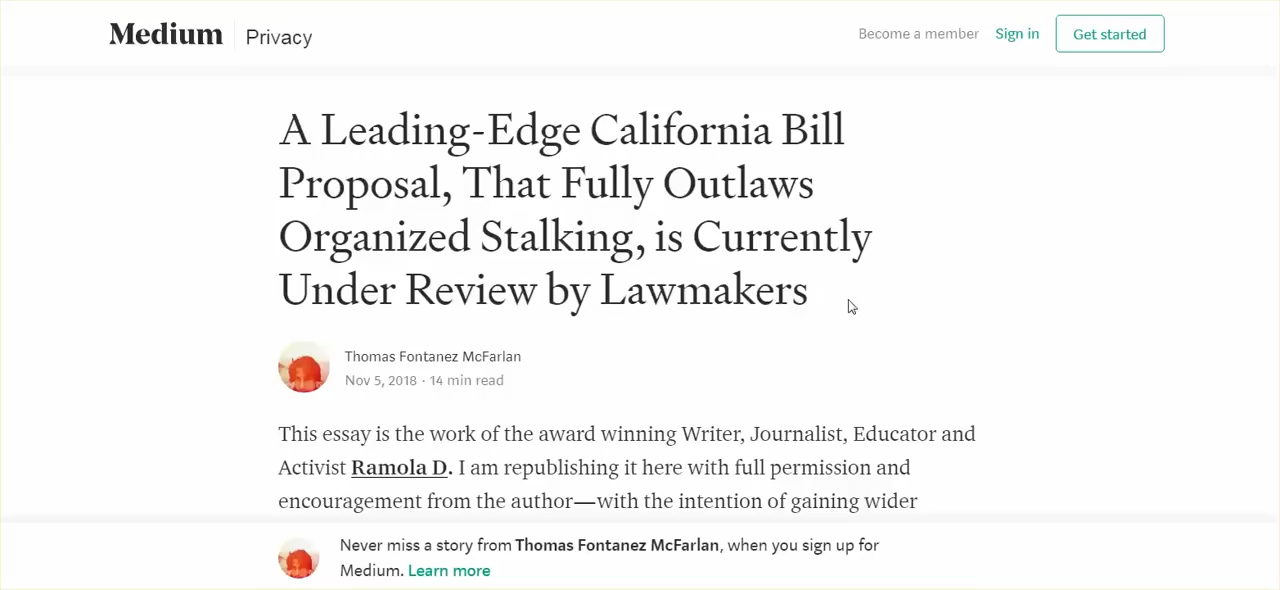 Medium Privacy Become a member Sign in Get started
A Leading-Edge California Bill
Proposal, That Fully Outlaws
Organized Stalking, is Currently
Under Review by Lawmakers
Thomas Fontanez McFarlan
Nov 5, 2018 · 14 min read
This essay is the work of the award winning Writer, Journalist, Educator and
Activist Ramola D. I am republishing it here with full permission and
encouragement from the author—with the intention of gaining wider
Never miss a story from Thomas Fontanez McFarlan, when you sign up for
Medium. Learn more